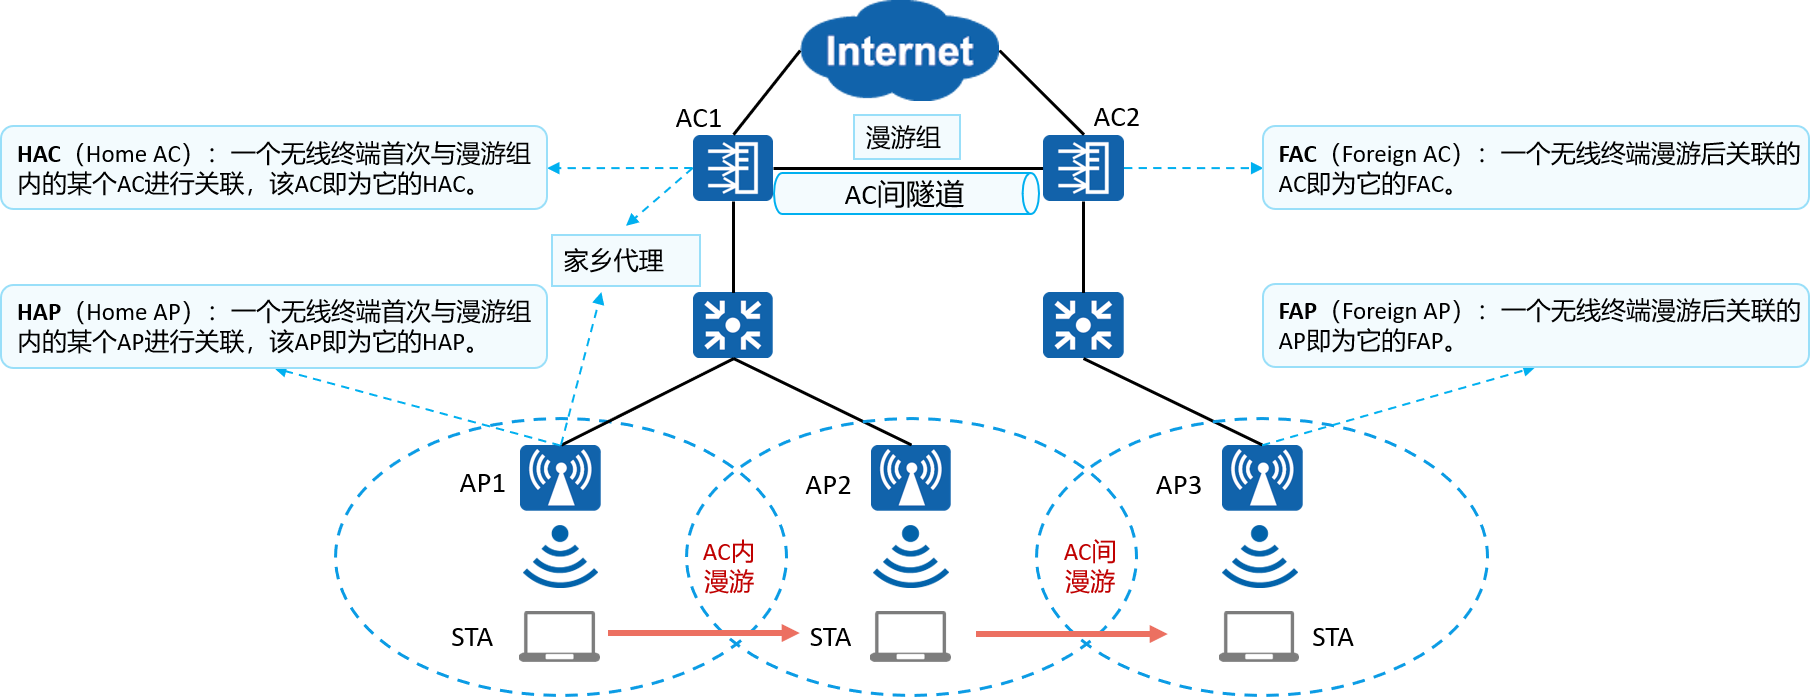 Internet
AC1
AC2
漫游组
HAC（Home AC）：一个无线终端首次与漫游组
内的某个AC进行关联，该AC即为它的HAC。
FAC（Foreign AC）：一个无线终端漫游后关联的
AC即为它的FAC。
AC间隧道
家乡代理
HAP（Home AP）：一个无线终端首次与漫游组
内的某个AP进行关联，该AP即为它的HAP。
FAP（Foreign AP）：一个无线终端漫游后关联的
AP即为它的FAP。
AP1
AP2
AP3
AC内
漫游
AC间
漫游
STA
STA
STA